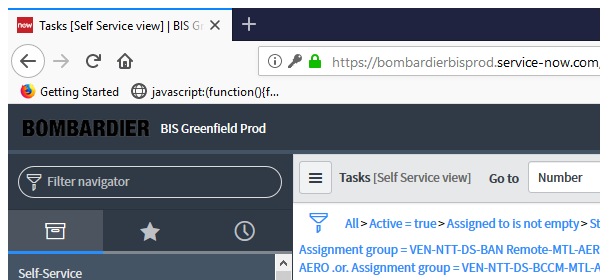 Tasks [Self Service view] | BIS Gr
https://bombardierbisprod.service-now.com/
Getting Started
javascript:(function(){f...
BOMBARDIER BIS Greenfield Prod
Filter navigator
Tasks [Self Service view] Go to Number
All > Active = true > Assigned to is not empty > St
Assignment group = VEN-NTT-DS-BAN Remote-MTL-AER
AERO .or. Assignment group = VEN-NTT-DS-BCCM-MTL-A
Self-Service